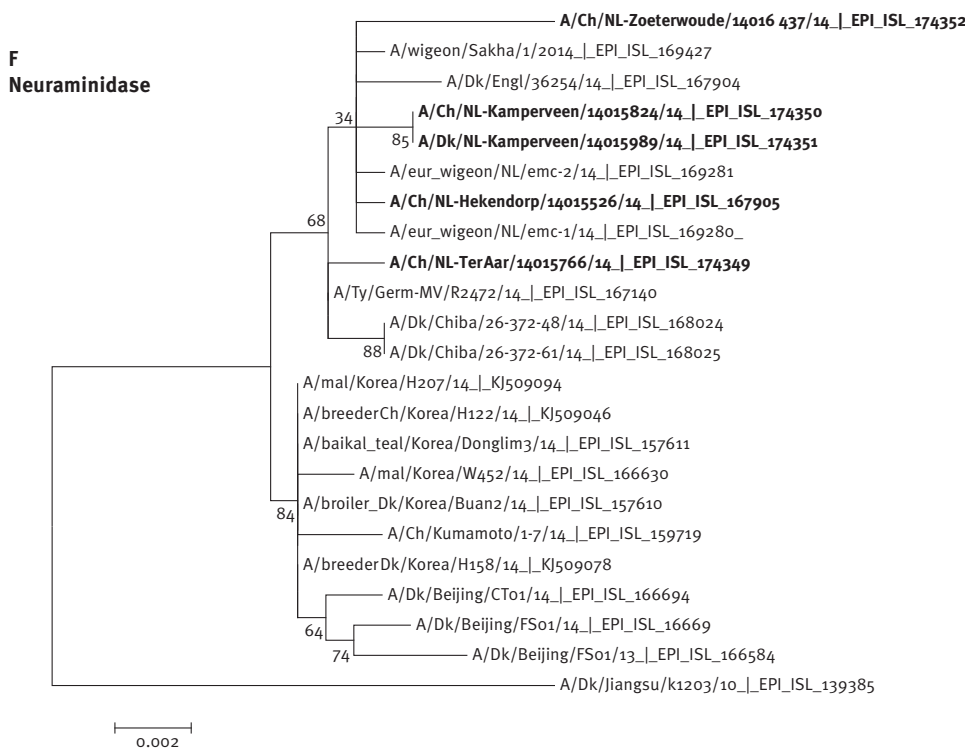 F
Neuraminidase
A/Ch/NL-Zoeterwoude/14016 437/14_|_EPI_ISL_174352
A/wigeon/Sakha/1/2014_|_EPI_ISL_169427
A/Dk/Engl/36254/14_|_EPI_ISL_167904
34
A/Ch/NL-Kamperveen/14015824/14_|_EPI_ISL_174350
85
A/Dk/NL-Kamperveen/14015989/14_|_EPI_ISL_174351
A/eur_wigeon/NL/emc-2/14_|_EPI_ISL_169281
A/Ch/NL-Hekendorp/14015526/14_|_EPI_ISL_167905
68
A/eur_wigeon/NL/emc-1/14_|_EPI_ISL_169280_
A/Ch/NL-TerAar/14015766/14_|_EPI_ISL_174349
A/Ty/Germ-MV/R2472/14_|_EPI_ISL_167140
A/Dk/Chiba/26-372-48/14_|_EPI_ISL_168024
88
A/Dk/Chiba/26-372-61/14_|_EPI_ISL_168025
A/mal/Korea/H207/14_|_KJ509094
A/breederCh/Korea/H122/14_|_KJ509046
A/baikal_teal/Korea/Donglim3/14_|_EPI_ISL_157611
A/mal/Korea/W452/14_|_EPI_ISL_166630
A/broiler_Dk/Korea/Buan2/14_|_EPI_ISL_157610
84
A/Ch/Kumamoto/1-7/14_|_EPI_ISL_159719
A/breederDk/Korea/H158/14_|_KJ509078
A/Dk/Beijing/CT01/14_|_EPI_ISL_166694
64
A/Dk/Beijing/FS01/14_|_EPI_ISL_16669
74
A/Dk/Beijing/FS01/13_|_EPI_ISL_166584
A/Dk/Jiangsu/k1203/10_|_EPI_ISL_139385
0.002